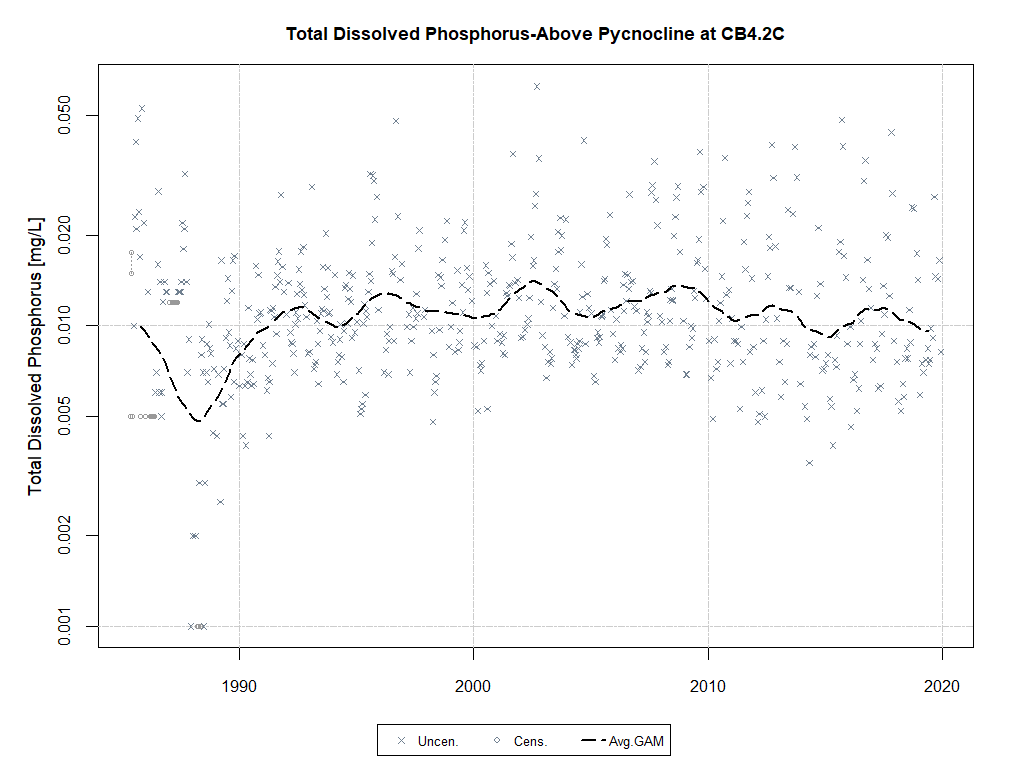 Total Dissolved Phosphorus-Above Pycnocline at CB4.2C
Total Dissolved Phosphorus [mg/L]
0.050
0.020
0.010
0.005
0.002
0.001
1990 2000 2010 2020
Uncen. Cens. Avg.GAM